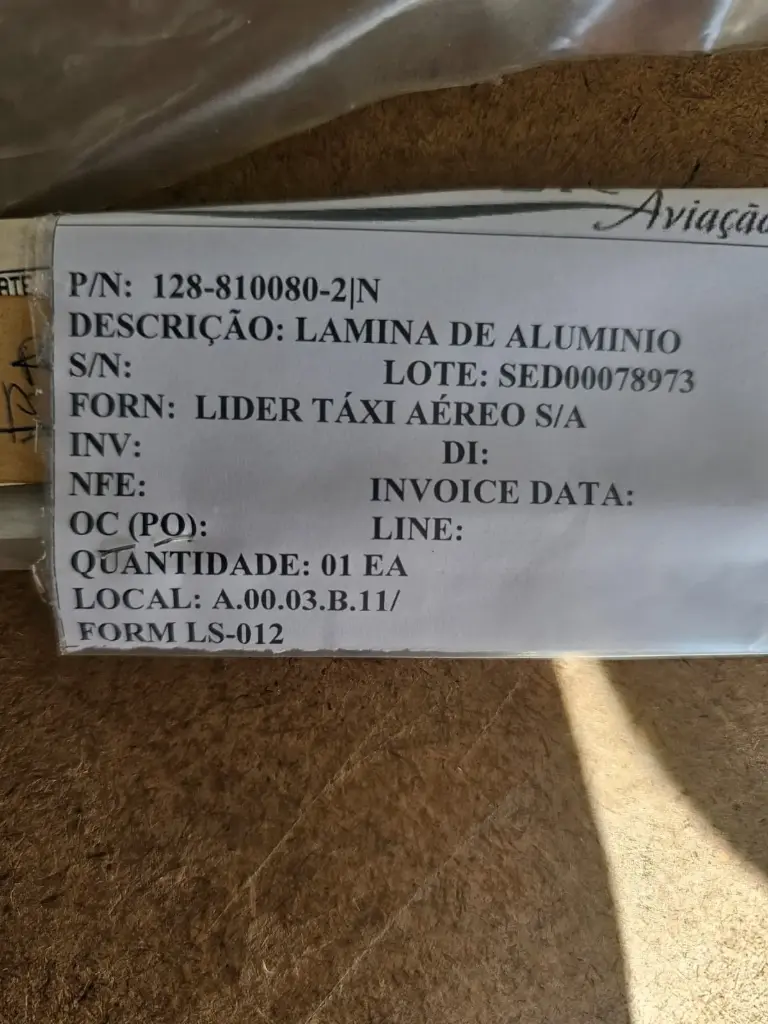 Aviação
P/N: 128-810080-2|N
DESCRIÇÃO: LAMINA DE ALUMINIO
S/N: LOTE: SED00078973
FORN: LIDER TÁXI AÉREO S/A
INV: DI:
NFE: INVOICE DATA:
OC (PO): LINE:
QUANTIDADE: 01 EA
LOCAL: A.00.03.B.11/
FORM LS-012